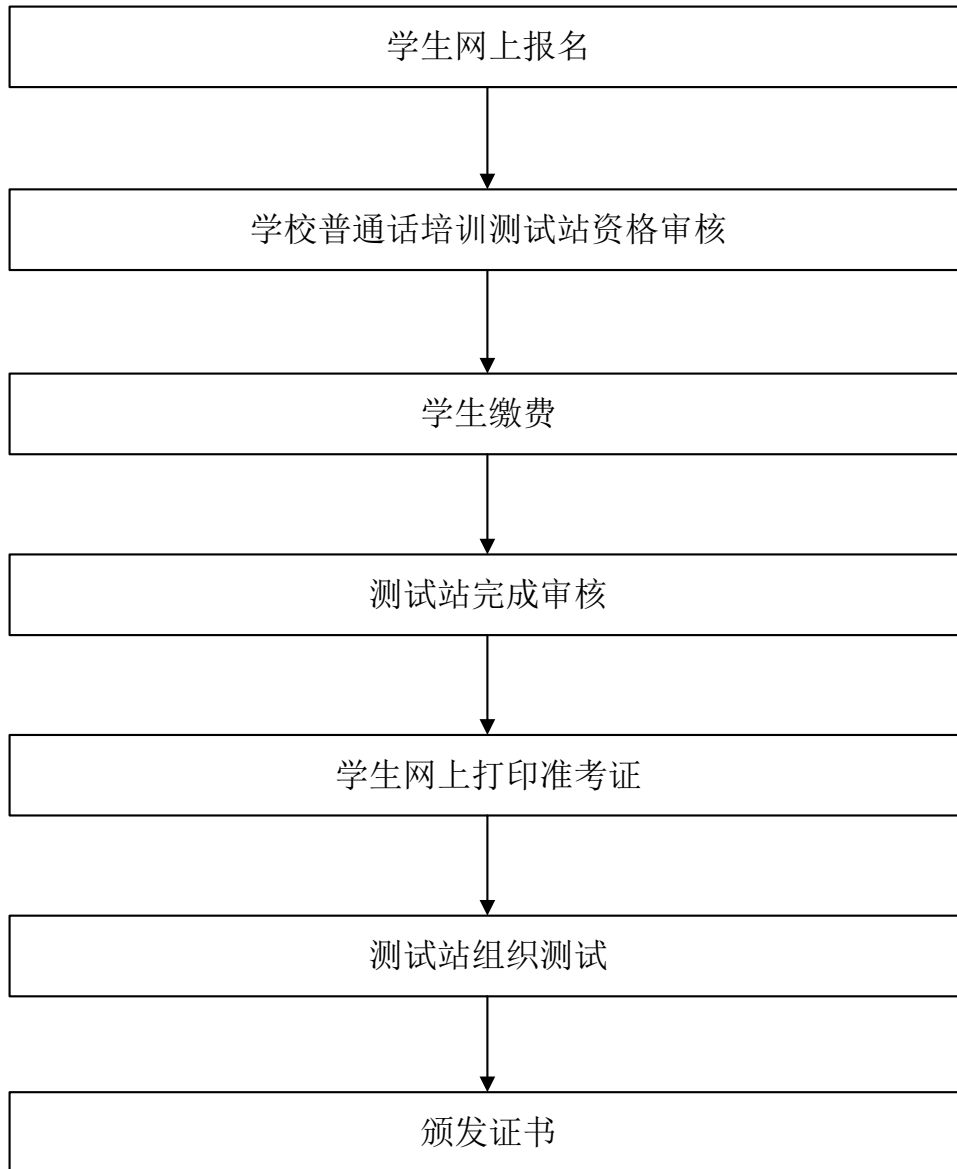 学生网上报名
学校普通话培训测试站资格审核
学生缴费
测试站完成审核
学生网上打印准考证
测试站组织测试
颁发证书